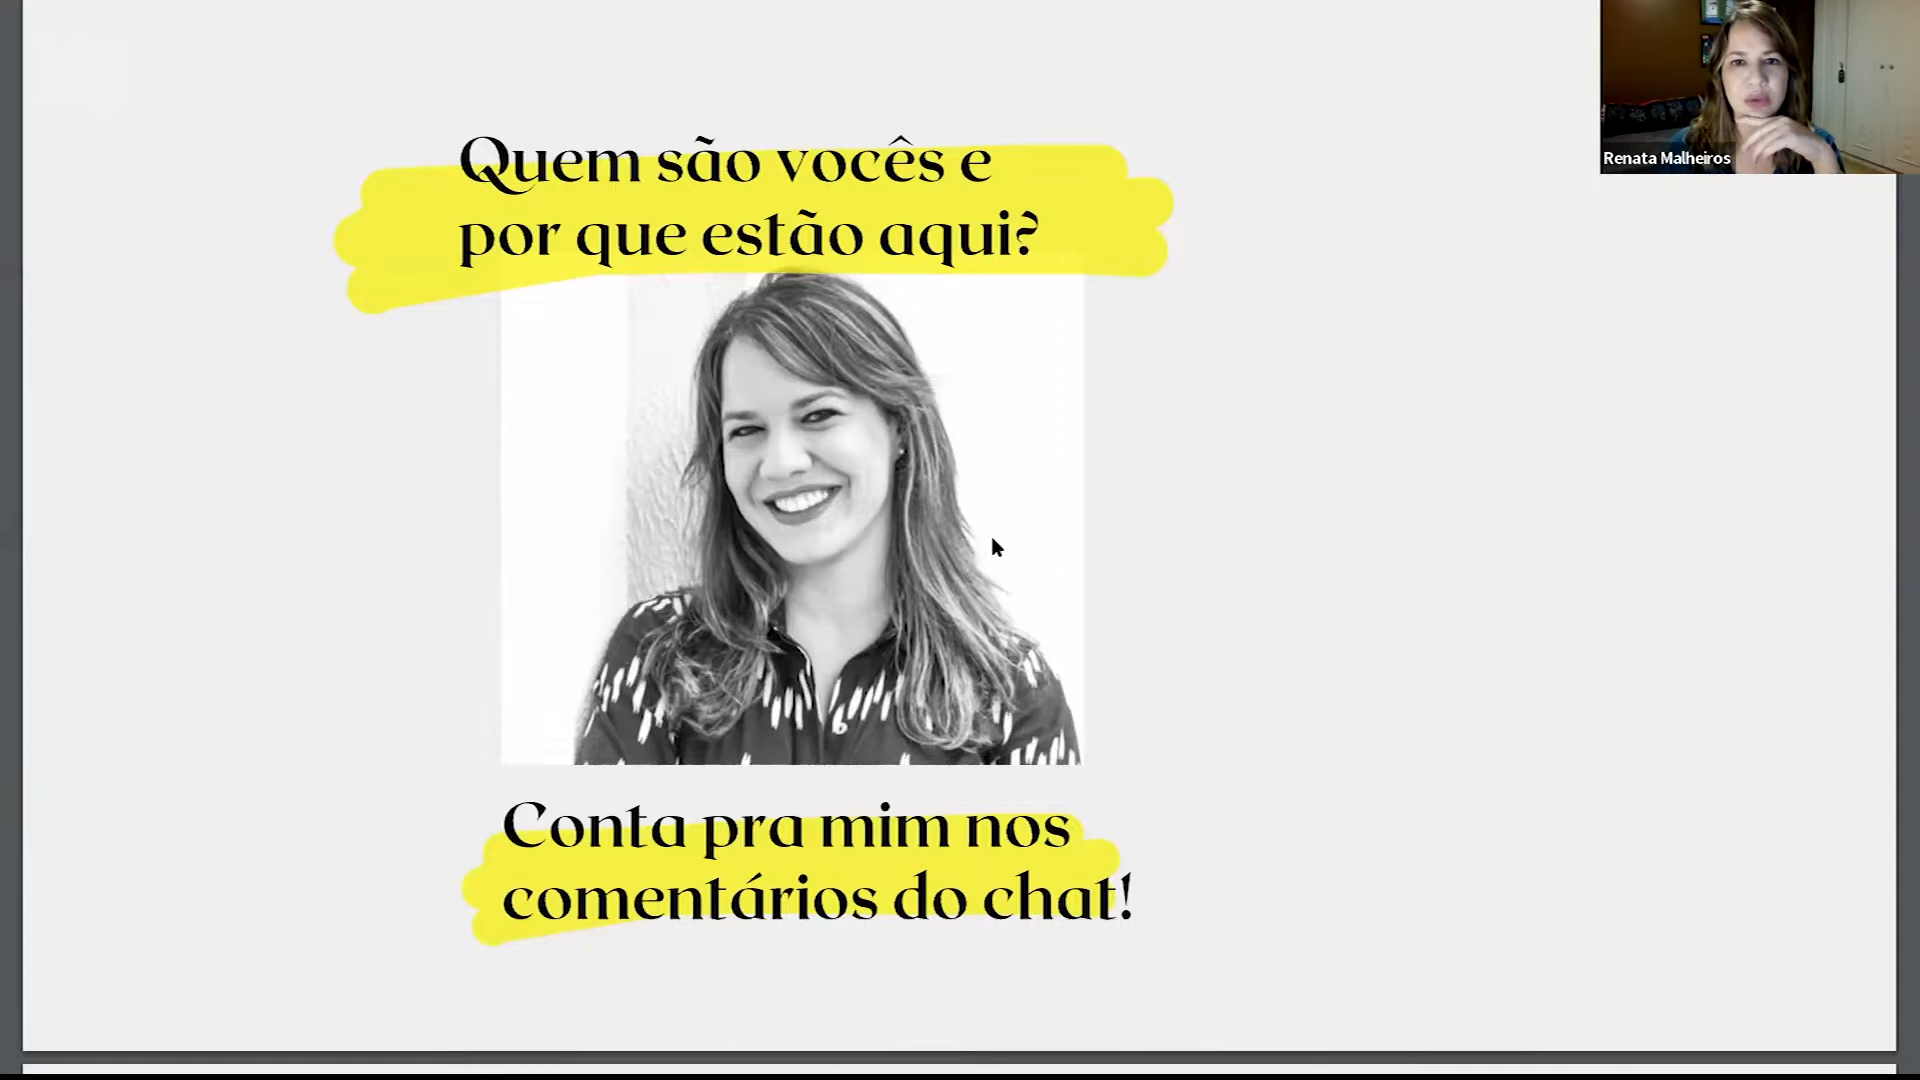 Quem são vocês e
por que estão aqui?
Conta pra mim nos
comentários do chat!
Renata Malheiros